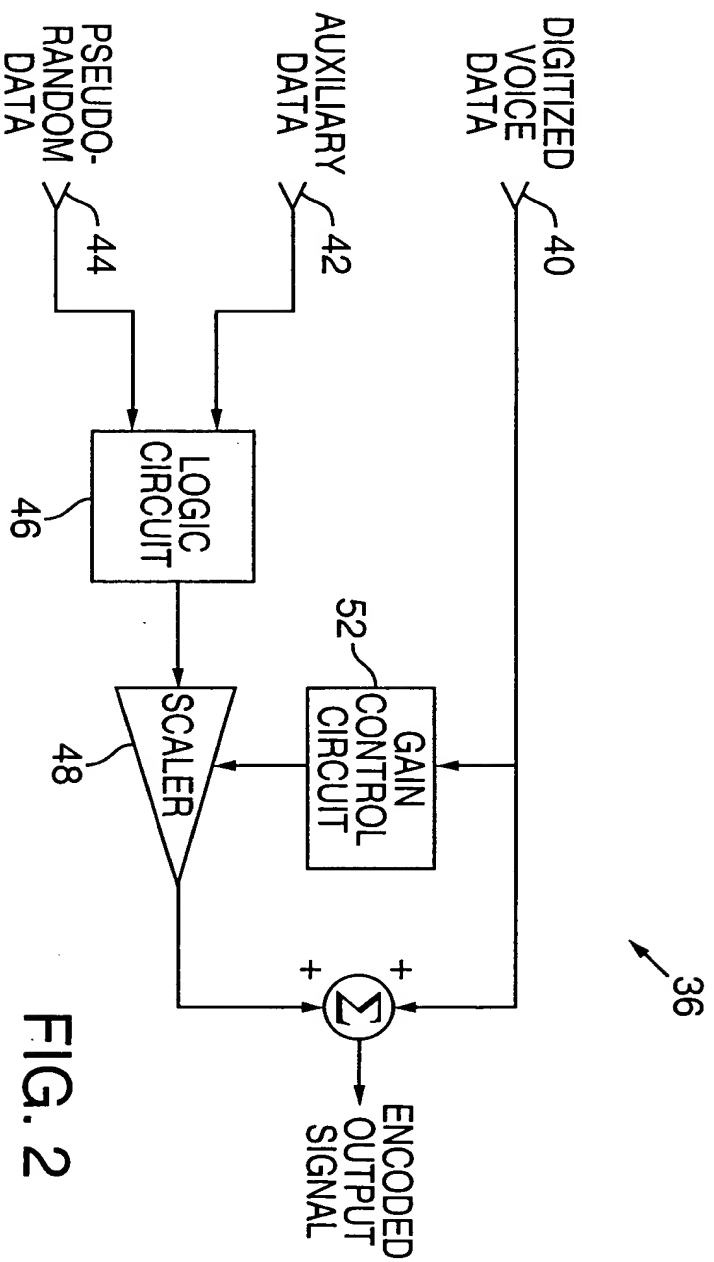 36
DIGITIZED
VOICE
DATA
40
GAIN
CONTROL
CIRCUIT
52
+
Σ
+
ENCODED
OUTPUT
SIGNAL
AUXILIARY
DATA
42
LOGIC
CIRCUIT
46
SCALER
48
PSEUDO-
RANDOM
DATA
44
FIG. 2